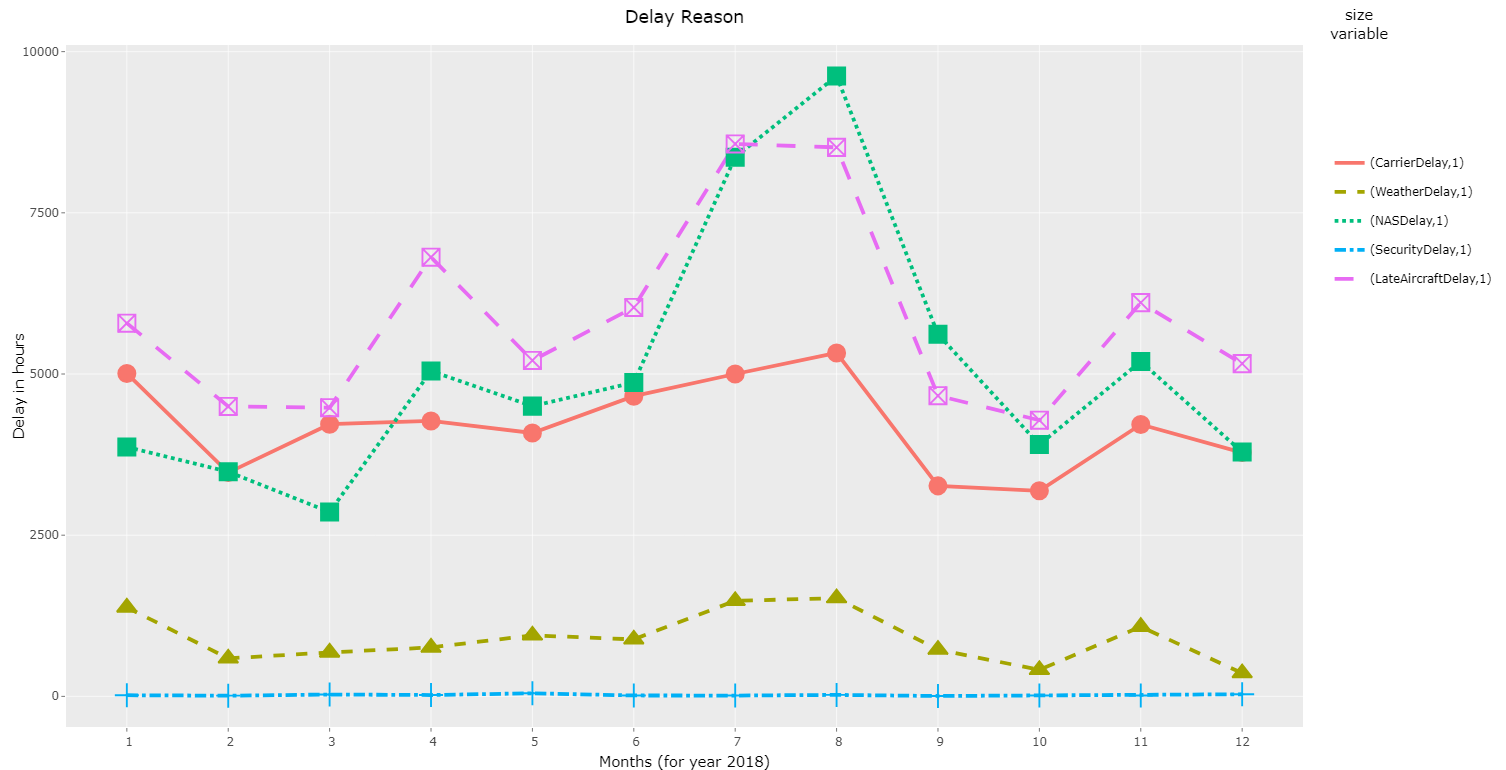 Delay Reason
size
variable
10000
7500
5000
2500
0
Delay in hours
1 2 3 4 5 6 7 8 9 10 11 12
Months (for year 2018)
(CarrierDelay,1)
(WeatherDelay,1)
(NASDelay,1)
(SecurityDelay,1)
(LateAircraftDelay,1)